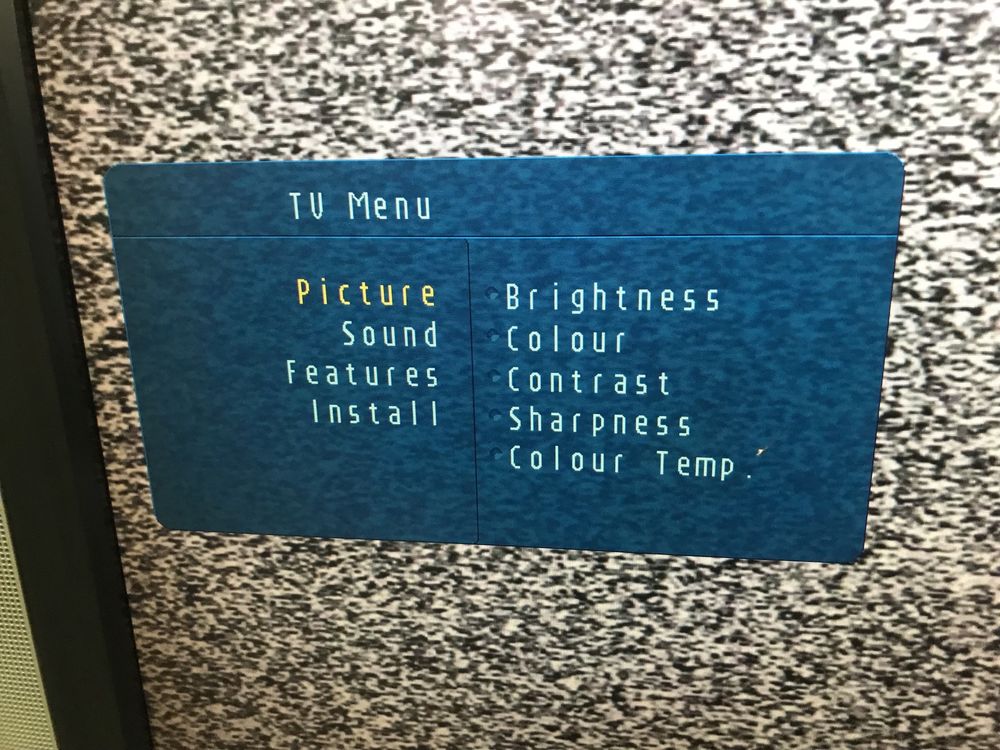 TV Menu
Picture
Sound
Features
Install
Brightness
Colour
Contrast
Sharpness
Colour Temp.